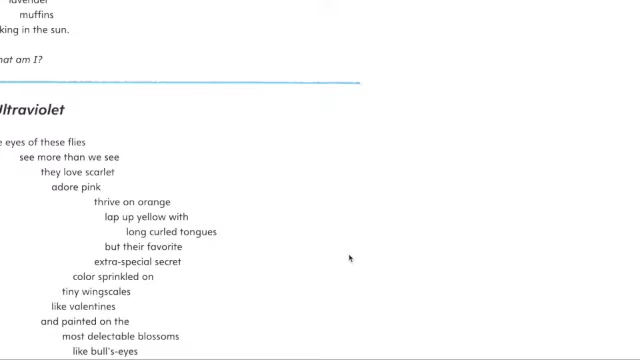 muffins
king in the sun.
hat am I?
Ultraviolet
e eyes of these flies
see more than we see
they love scarlet
adore pink
thrive on orange
lap up yellow with
long curled tongues
but their favorite
extra-special secret
color sprinkled on
tiny wingscales
like valentines
and painted on the
most delectable blossoms
like bull's-eyes